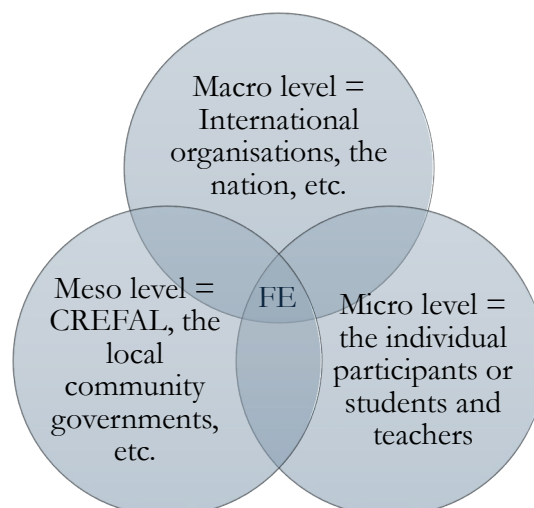 Macro level =
International
organisations, the
nation, etc.
Meso level =
CREFAL, the
local
community
governments,
etc.
FE
Micro level =
the individual
participants or
students and
teachers